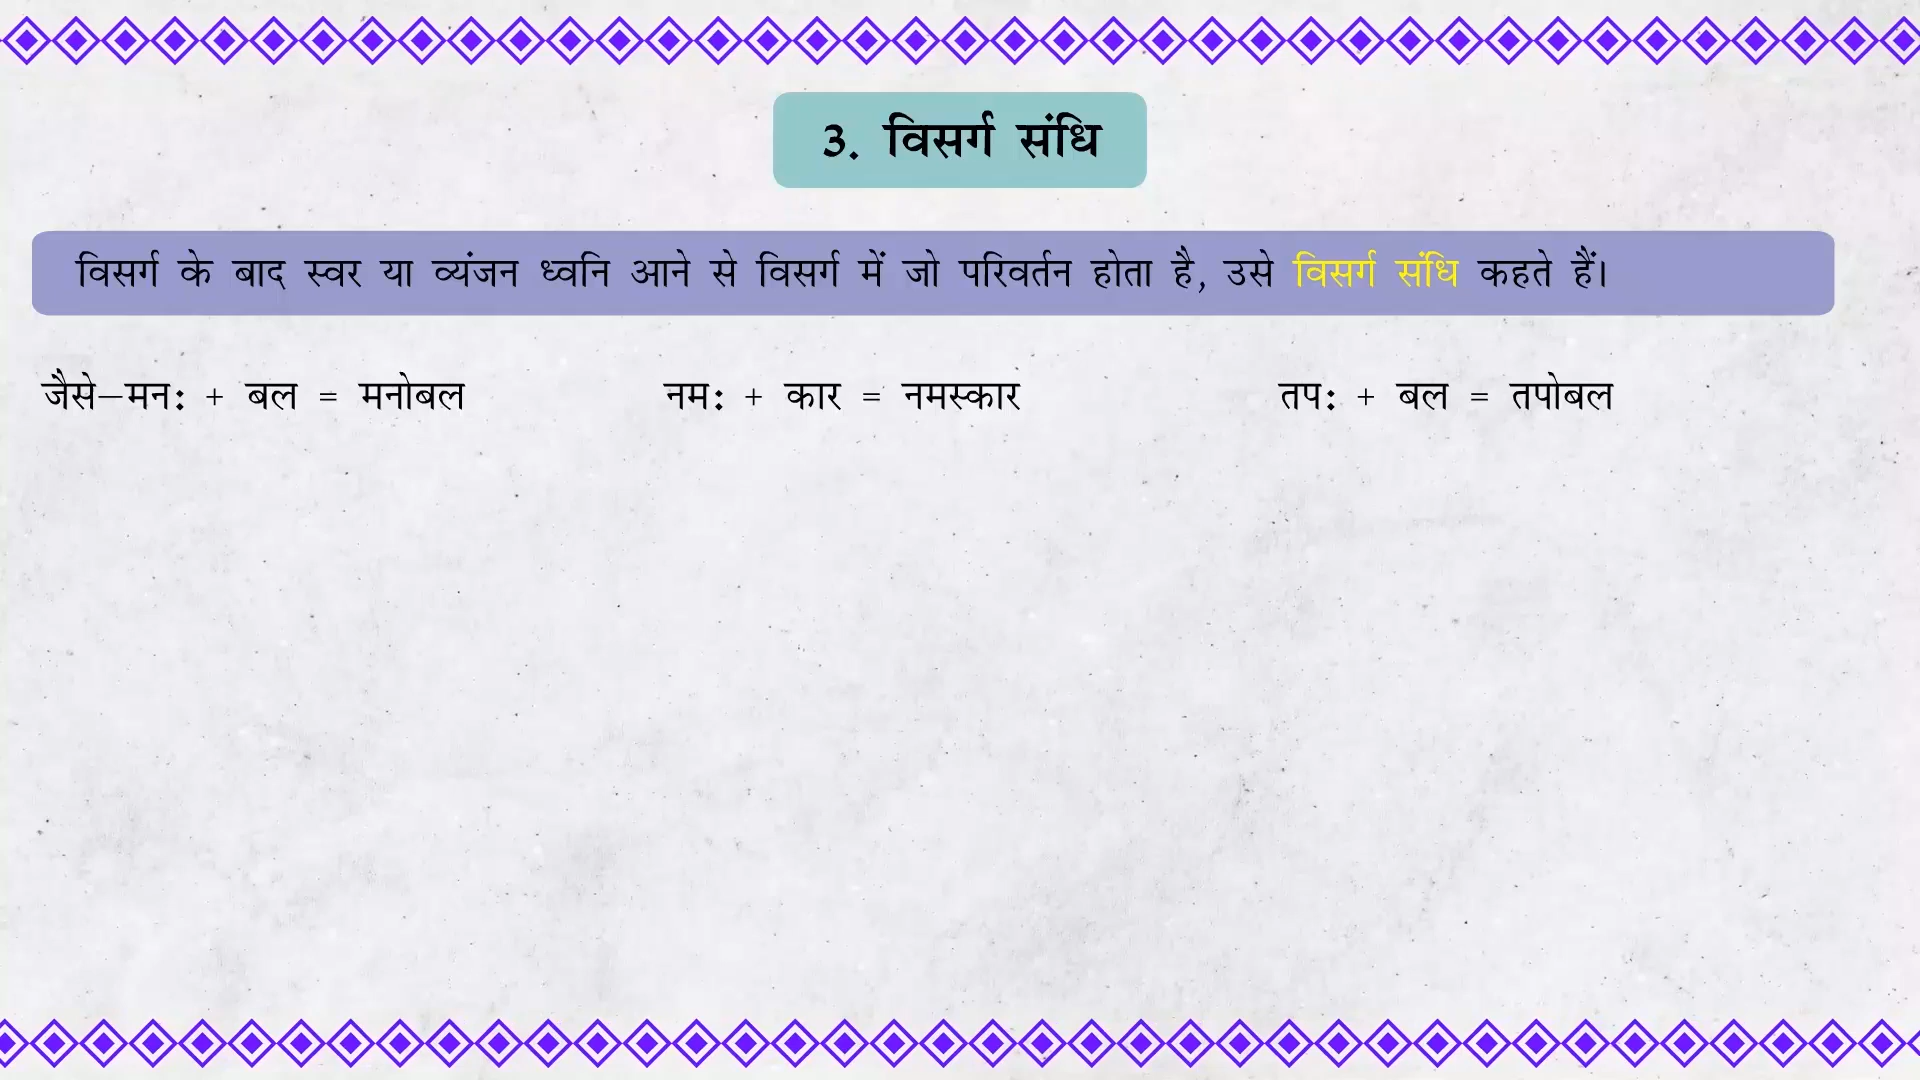 3. विसर्ग संधि
विसर्ग के बाद स्वर या व्यंजन ध्वनि आने से विसर्ग में जो परिवर्तन होता है, उसे विसर्ग संधि कहते हैं।
जैसे–मन: + बल = मनोबल नम: + कार = नमस्कार तप: + बल = तपोबल